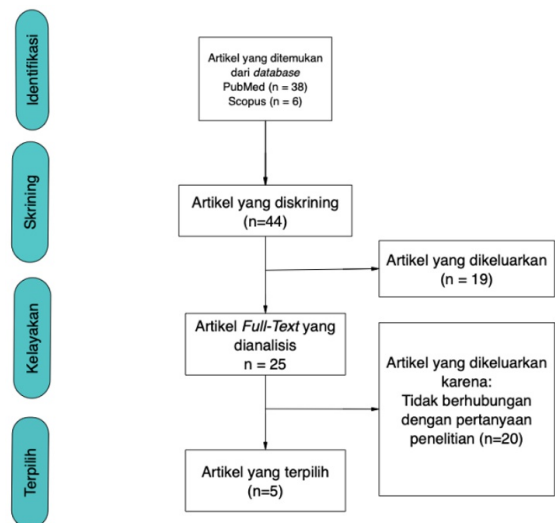 Identifikasi
Artikel yang ditemukan
dari database
PubMed (n = 38)
Scopus (n = 6)
Skrining
Artikel yang diskrining
(n=44)
Artikel yang dikeluarkan
(n = 19)
Kelayakan
Artikel Full-Text yang
dianalisis
n = 25
Artikel yang dikeluarkan
karena:
Tidak berhubungan
dengan pertanyaan
penelitian (n=20)
Terpilih
Artikel yang terpilih
(n=5)